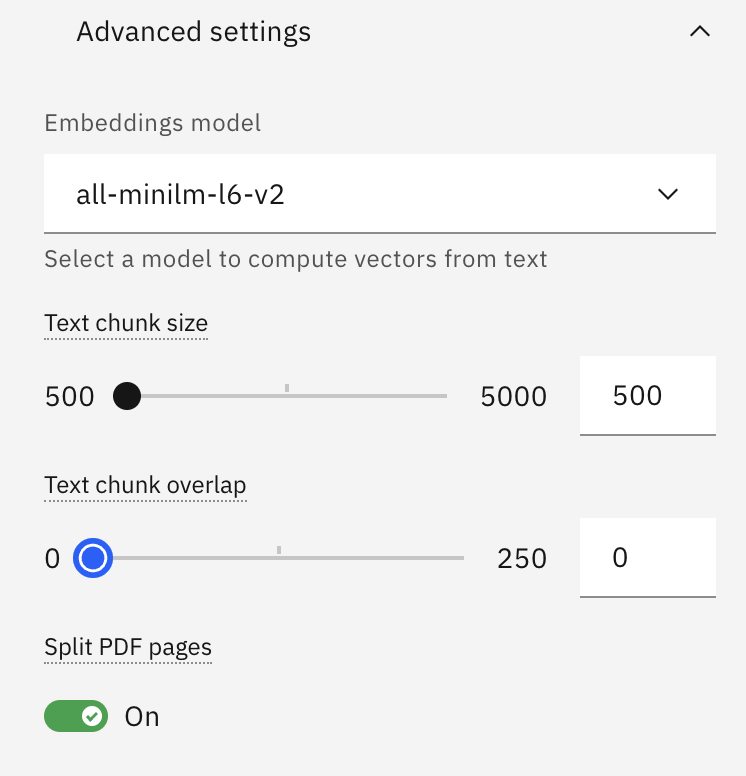 Advanced settings
Embeddings model
all-minilm-l6-v2
Select a model to compute vectors from text
Text chunk size
500 5000 500
Text chunk overlap
0 250 0
Split PDF pages
On